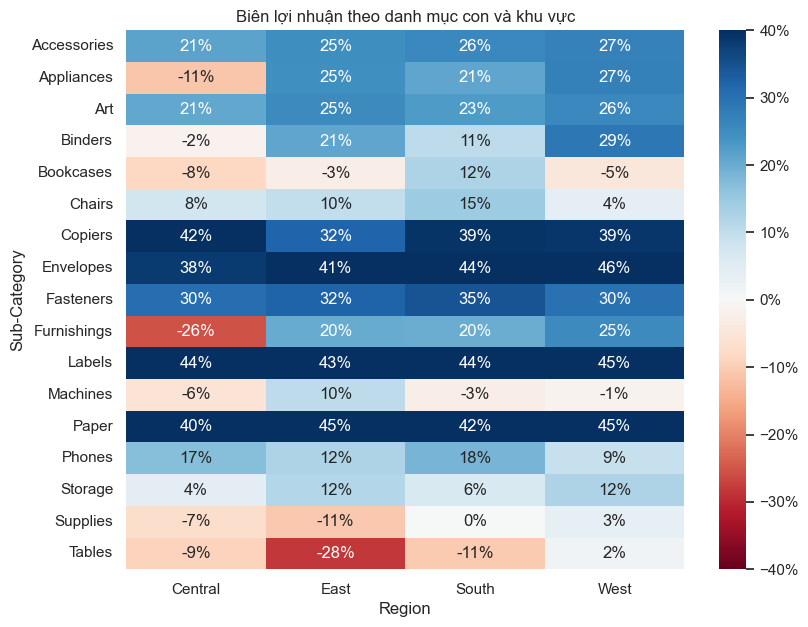 Biên lợi nhuận theo danh mục con và khu vực
Sub-Category
Accessories 21% 25% 26% 27%
Appliances -11% 25% 21% 27%
Art 21% 25% 23% 26%
Binders -2% 21% 11% 29%
Bookcases -8% -3% 12% -5%
Chairs 8% 10% 15% 4%
Copiers 42% 32% 39% 39%
Envelopes 38% 41% 44% 46%
Fasteners 30% 32% 35% 30%
Furnishings -26% 20% 20% 25%
Labels 44% 43% 44% 45%
Machines -6% 10% -3% -1%
Paper 40% 45% 42% 45%
Phones 17% 12% 18% 9%
Storage 4% 12% 6% 12%
Supplies -7% -11% 0% 3%
Tables -9% -28% -11% 2%
Central East South West
Region
40%
30%
20%
10%
0%
−10%
−20%
−30%
−40%